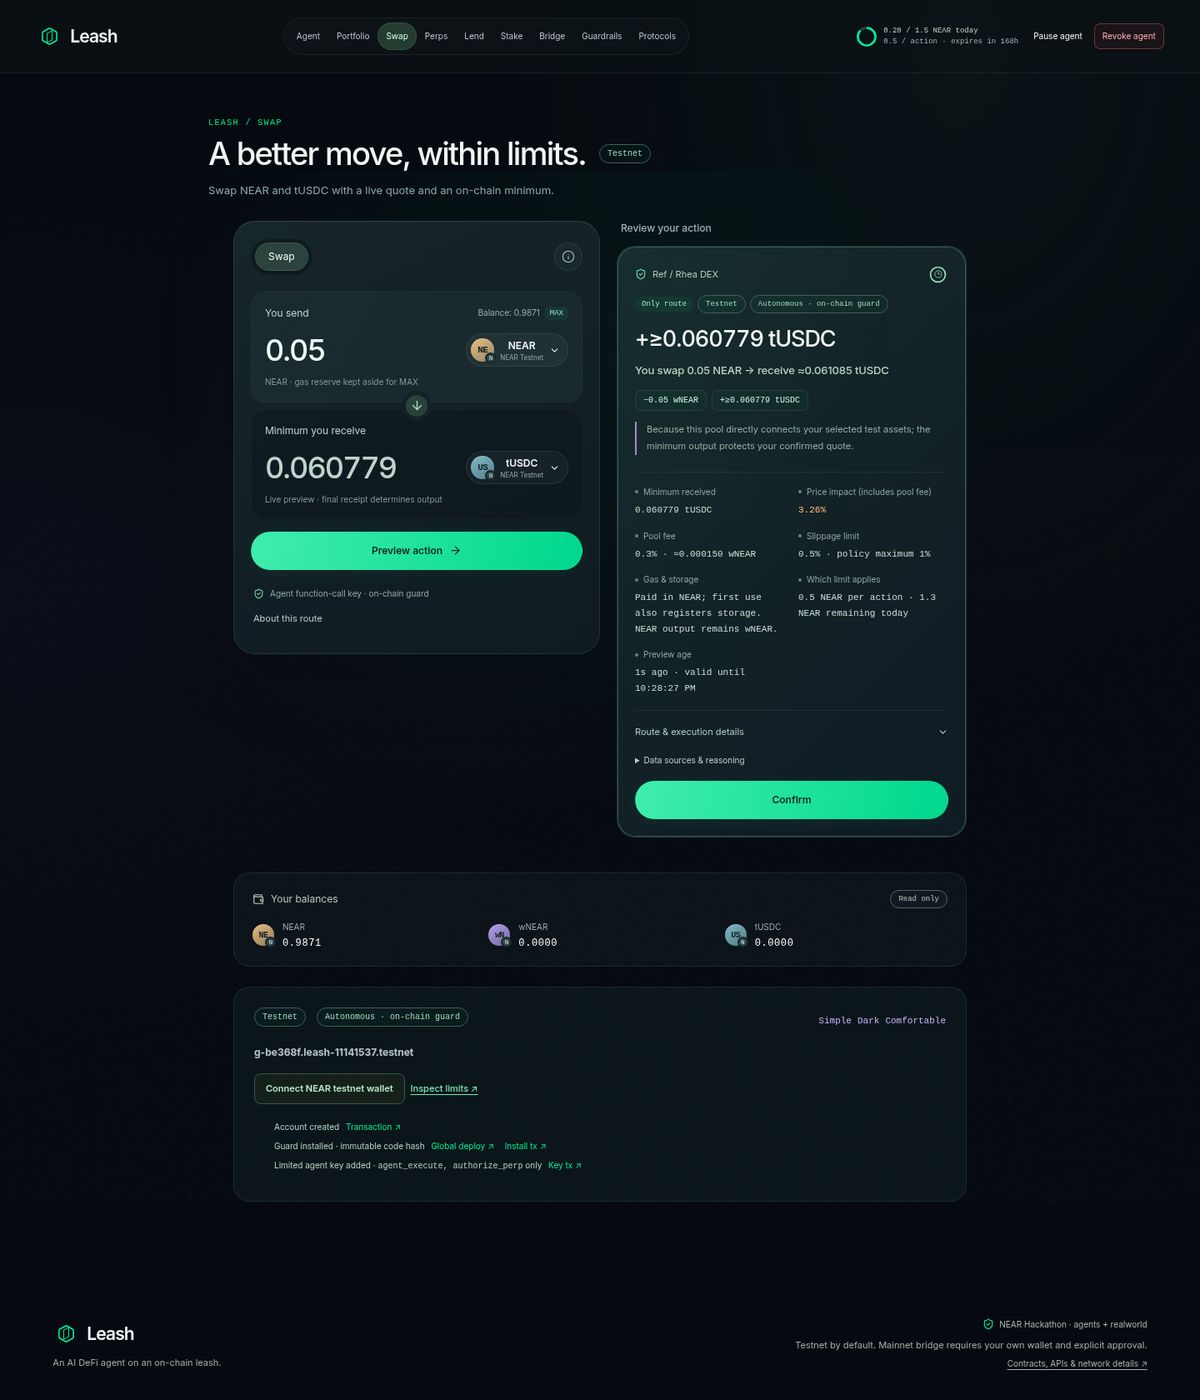 Leash
Agent Portfolio Swap Perps Lend Stake Bridge Guardrails Protocols
0.20 / 1.5 NEAR today
0.5 / action · expires in 168h
Pause agent
Revoke agent
LEASH / SWAP
A better move, within limits.
Testnet
Swap NEAR and tUSDC with a live quote and an on-chain minimum.
Swap
You send
Balance: 0.9871 MAX
0.05
NE
N
NEAR
NEAR Testnet
NEAR · gas reserve kept aside for MAX
Minimum you receive
0.060779
US
N
tUSDC
NEAR Testnet
Live preview · final receipt determines output
Preview action →
Agent function-call key · on-chain guard
About this route
Review your action
Ref / Rhea DEX
Only route Testnet Autonomous · on-chain guard
+≥0.060779 tUSDC
You swap 0.05 NEAR → receive ≈0.061085 tUSDC
−0.05 wNEAR +≥0.060779 tUSDC
Because this pool directly connects your selected test assets; the
minimum output protects your confirmed quote.
Minimum received
0.060779 tUSDC
Price impact (includes pool fee)
3.26%
Pool fee
0.3% · ≈0.000150 wNEAR
Slippage limit
0.5% · policy maximum 1%
Gas & storage
Paid in NEAR; first use
also registers storage.
NEAR output remains wNEAR.
Which limit applies
0.5 NEAR per action · 1.3
NEAR remaining today
Preview age
1s ago · valid until
10:28:27 PM
Route & execution details
Data sources & reasoning
Confirm
Your balances
Read only
NE
N
NEAR
0.9871
wN
N
wNEAR
0.0000
US
N
tUSDC
0.0000
Testnet Autonomous · on-chain guard
Simple Dark Comfortable
g-be368f.leash-11141537.testnet
Connect NEAR testnet wallet Inspect limits ↗
Account created Transaction ↗
Guard installed · immutable code hash Global deploy ↗ Install tx ↗
Limited agent key added · agent_execute, authorize_perp only Key tx ↗
Leash
An AI DeFi agent on an on-chain leash.
NEAR Hackathon · agents + realworld
Testnet by default. Mainnet bridge requires your own wallet and explicit approval.
Contracts, APIs & network details ↗